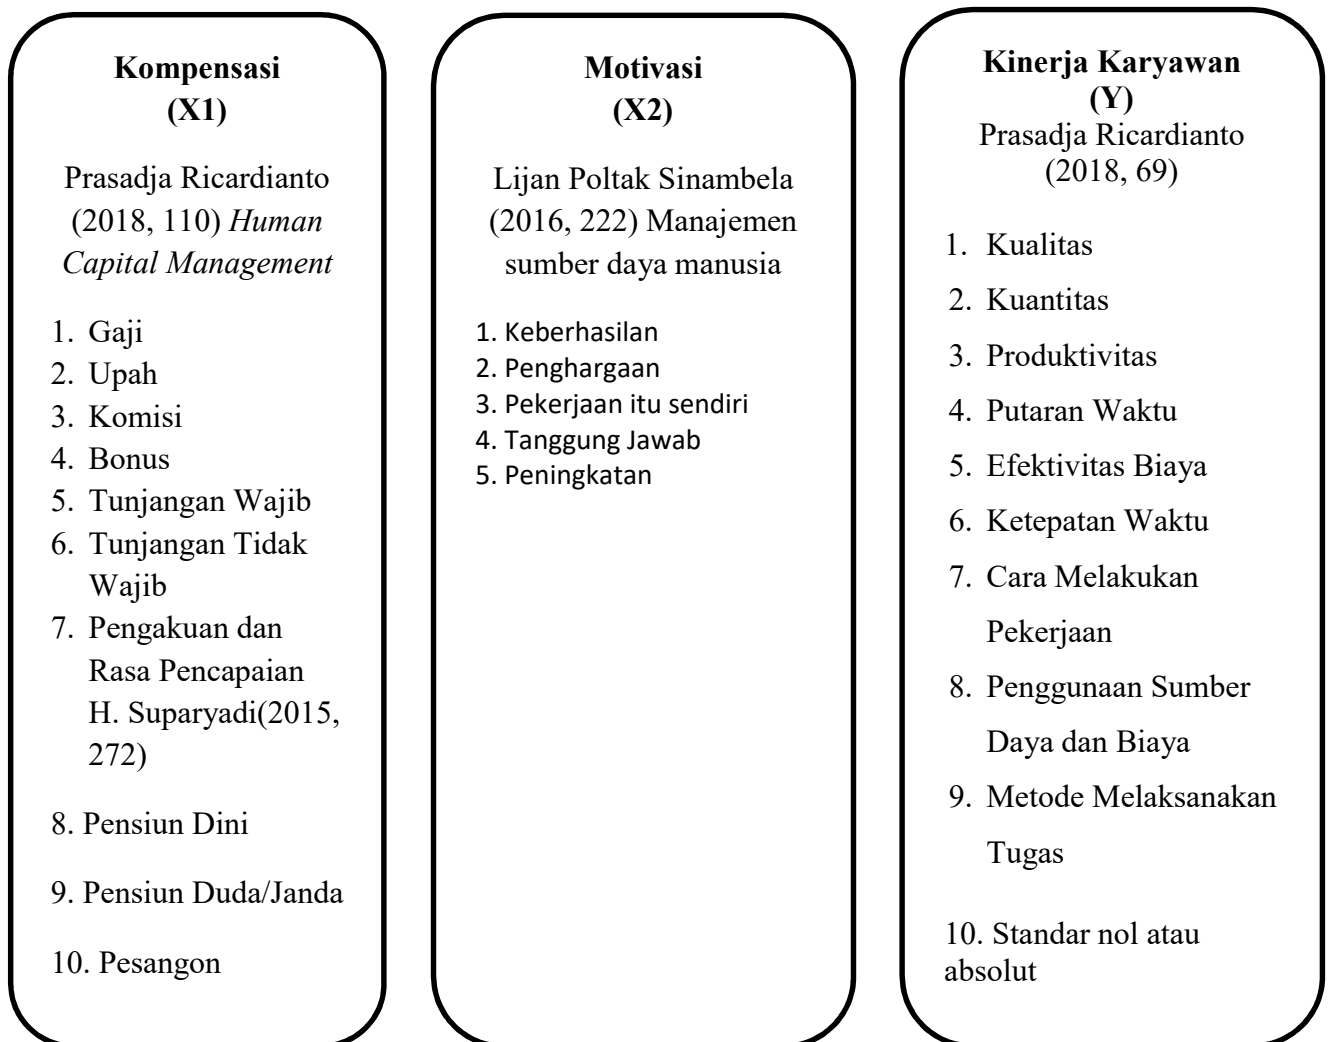 Kompensasi
(X1)
Prasadja Ricardianto
(2018, 110) Human
Capital Management
1. Gaji
2. Upah
3. Komisi
4. Bonus
5. Tunjangan Wajib
6. Tunjangan Tidak
Wajib
7. Pengakuan dan
Rasa Pencapaian
H. Suparyadi(2015,
272)
8. Pensiun Dini
9. Pensiun Duda/Janda
10. Pesangon
Motivasi
(X2)
Lijan Poltak Sinambela
(2016, 222) Manajemen
sumber daya manusia
1. Keberhasilan
2. Penghargaan
3. Pekerjaan itu sendiri
4. Tanggung Jawab
5. Peningkatan
Kinerja Karyawan
(Y)
Prasadja Ricardianto
(2018, 69)
1. Kualitas
2. Kuantitas
3. Produktivitas
4. Putaran Waktu
5. Efektivitas Biaya
6. Ketepatan Waktu
7. Cara Melakukan
Pekerjaan
8. Penggunaan Sumber
Daya dan Biaya
9. Metode Melaksanakan
Tugas
10. Standar nol atau
absolut